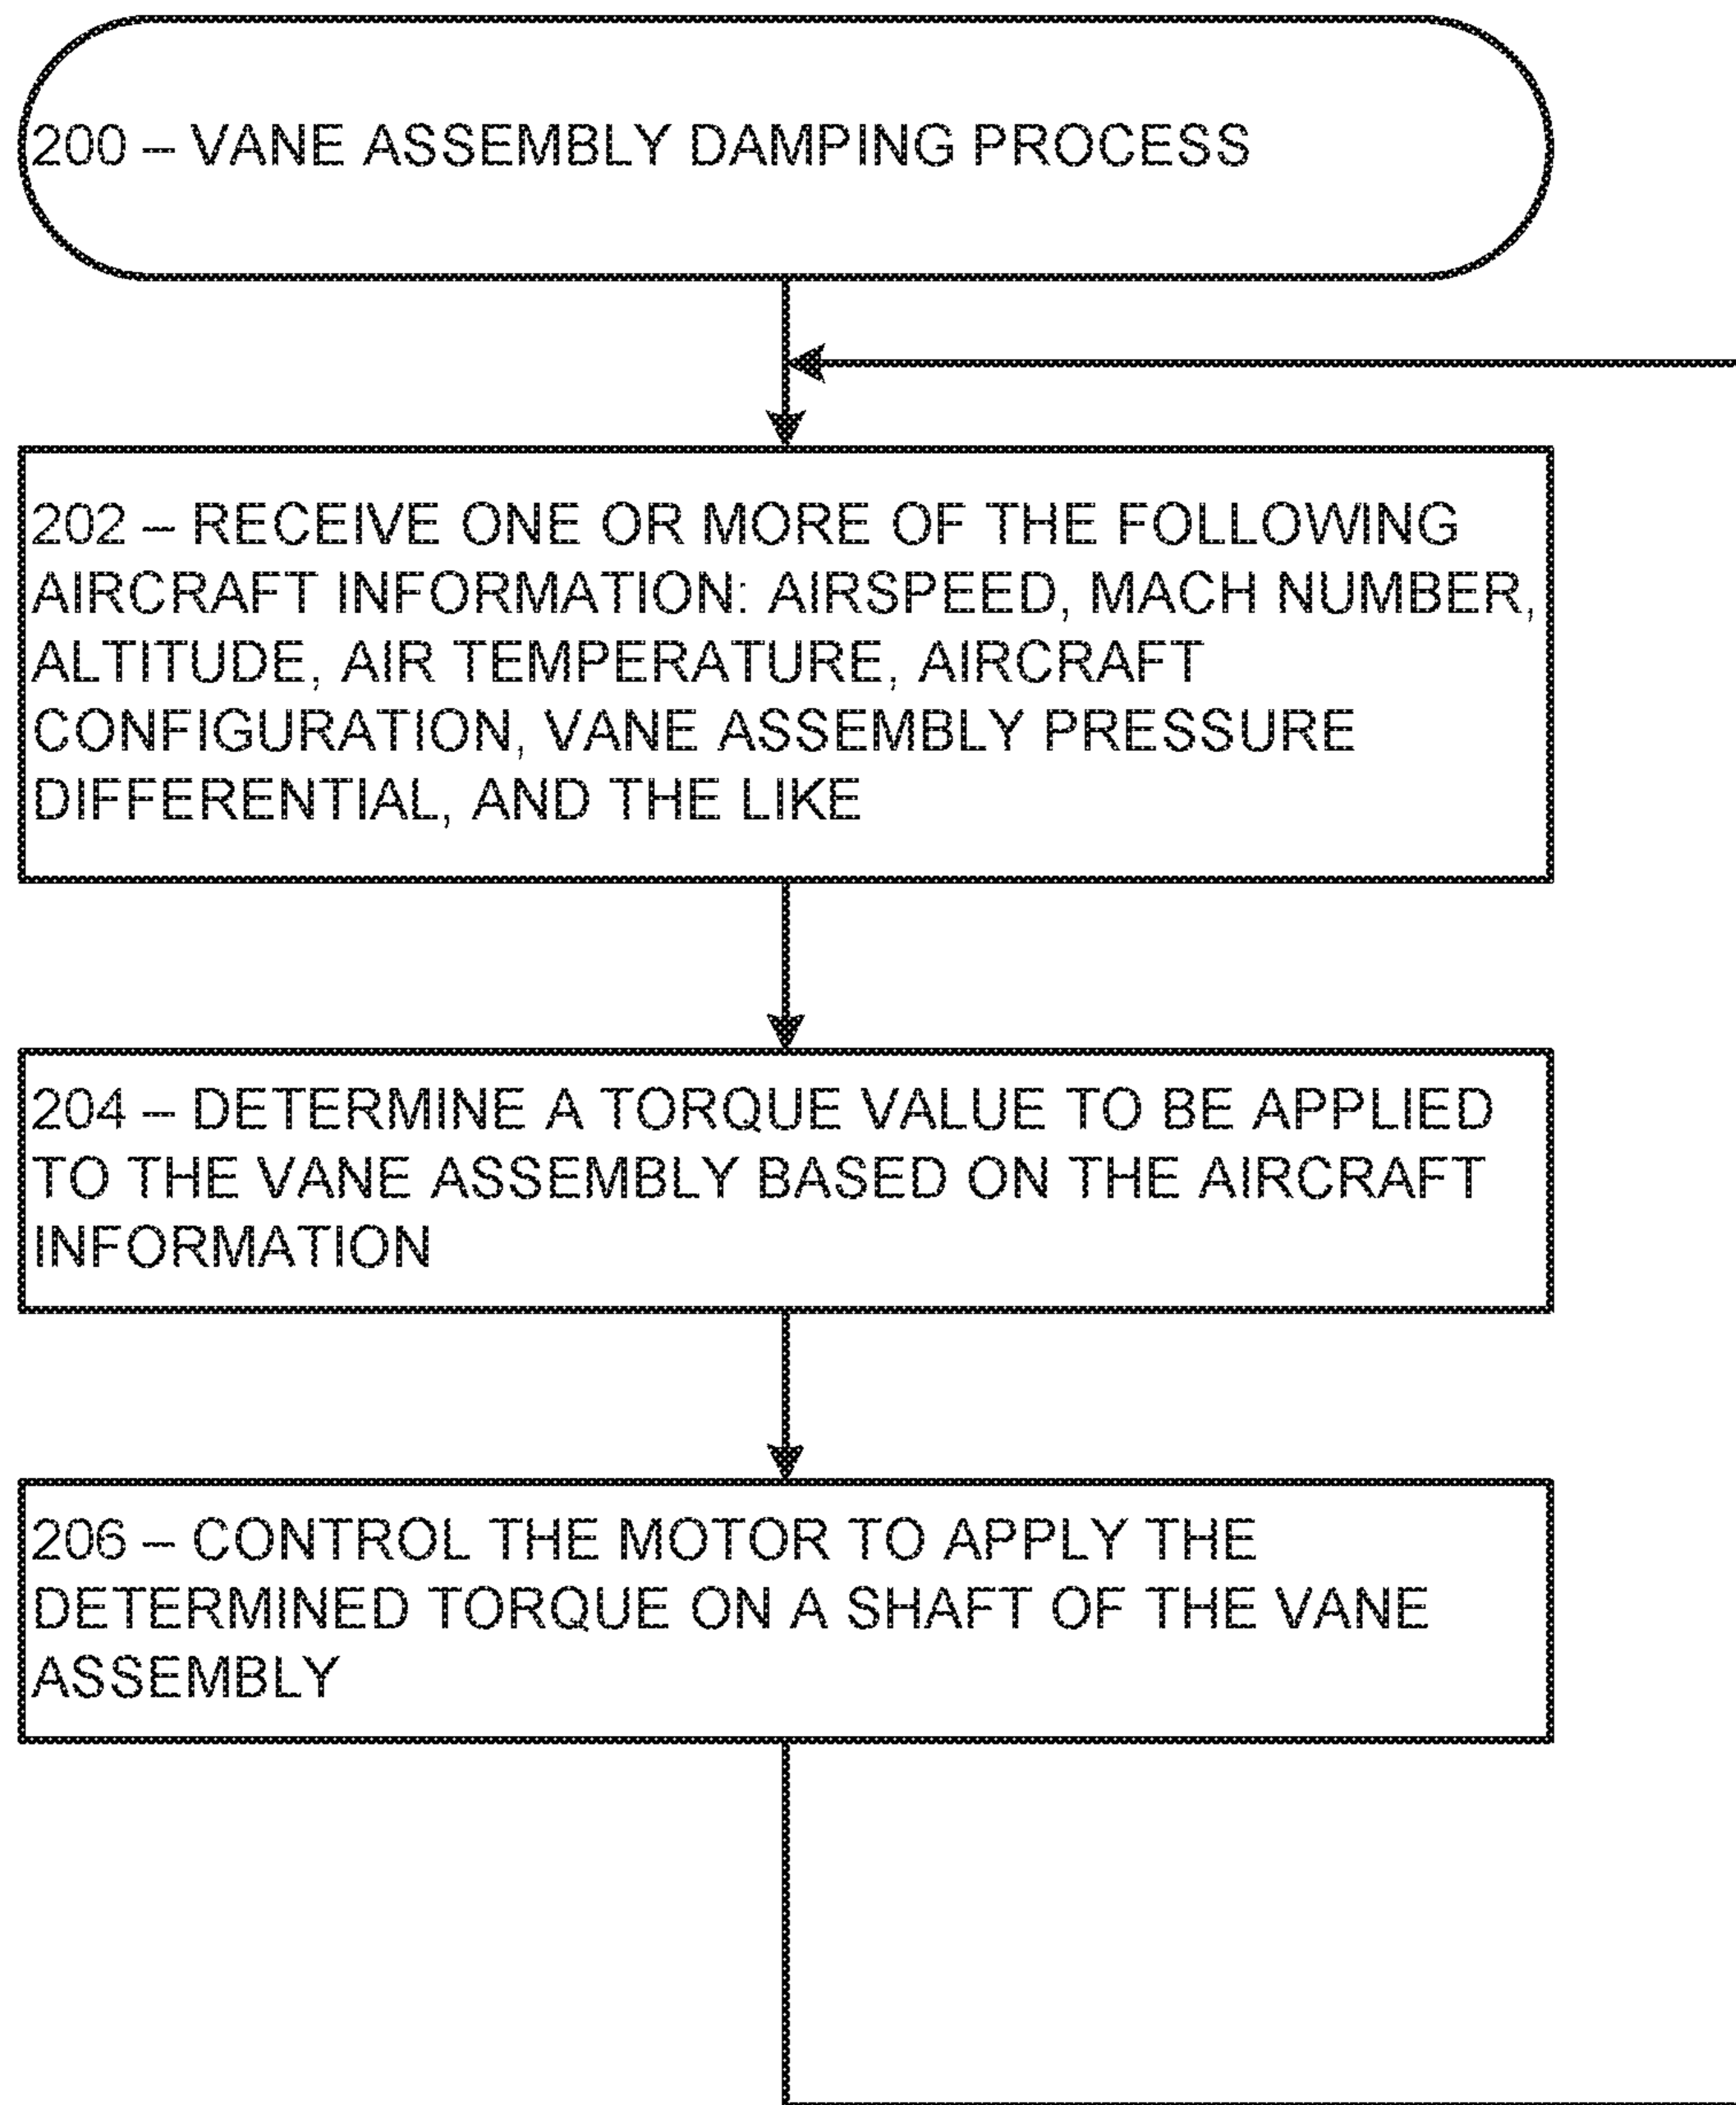 200 – VANE ASSEMBLY DAMPING PROCESS
202 – RECEIVE ONE OR MORE OF THE FOLLOWING
AIRCRAFT INFORMATION: AIRSPEED, MACH NUMBER,
ALTITUDE, AIR TEMPERATURE, AIRCRAFT
CONFIGURATION, VANE ASSEMBLY PRESSURE
DIFFERENTIAL, AND THE LIKE
204 – DETERMINE A TORQUE VALUE TO BE APPLIED
TO THE VANE ASSEMBLY BASED ON THE AIRCRAFT
INFORMATION
206 – CONTROL THE MOTOR TO APPLY THE
DETERMINED TORQUE ON A SHAFT OF THE VANE
ASSEMBLY